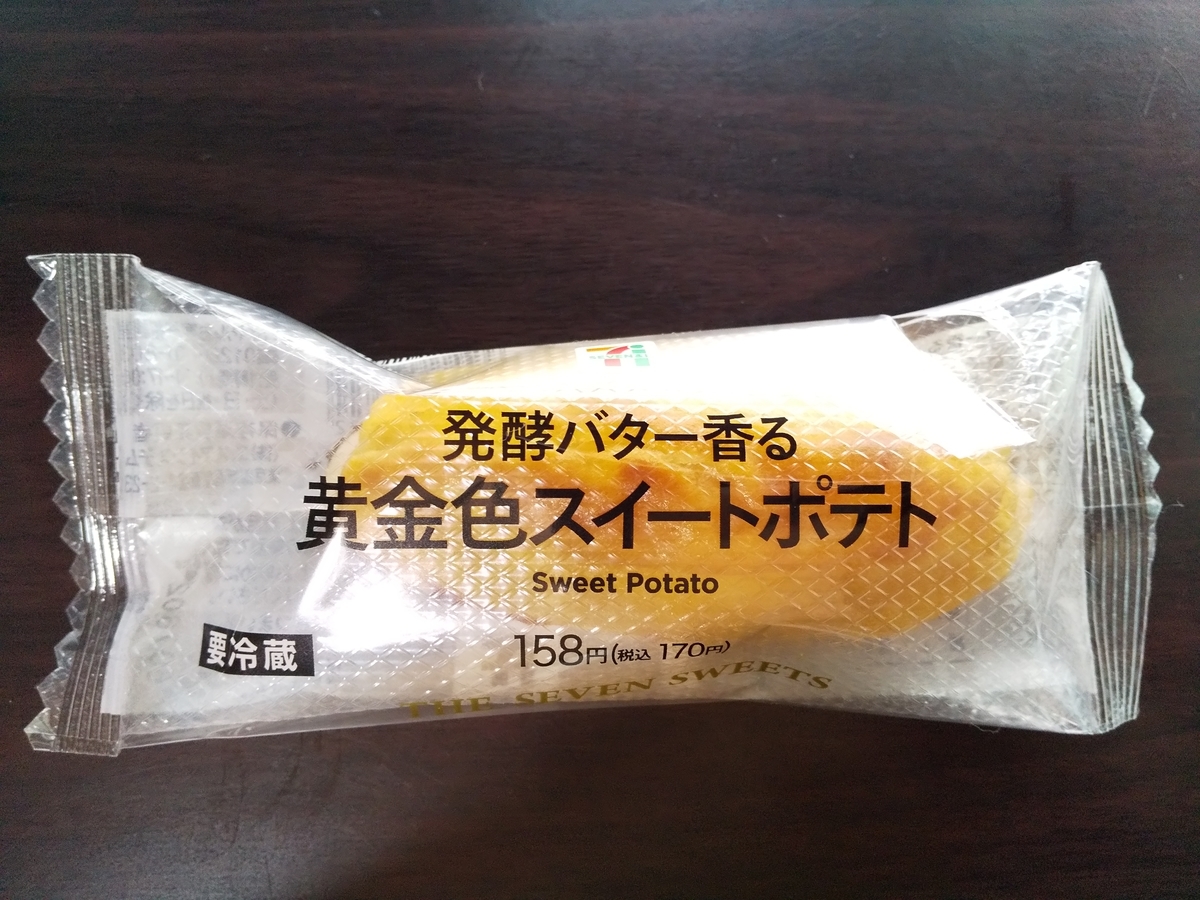 発酵バター香る
黄金色スイートポテト
Sweet Potato
要冷蔵
158円(税込 170円)
THE SEVEN SWEETS